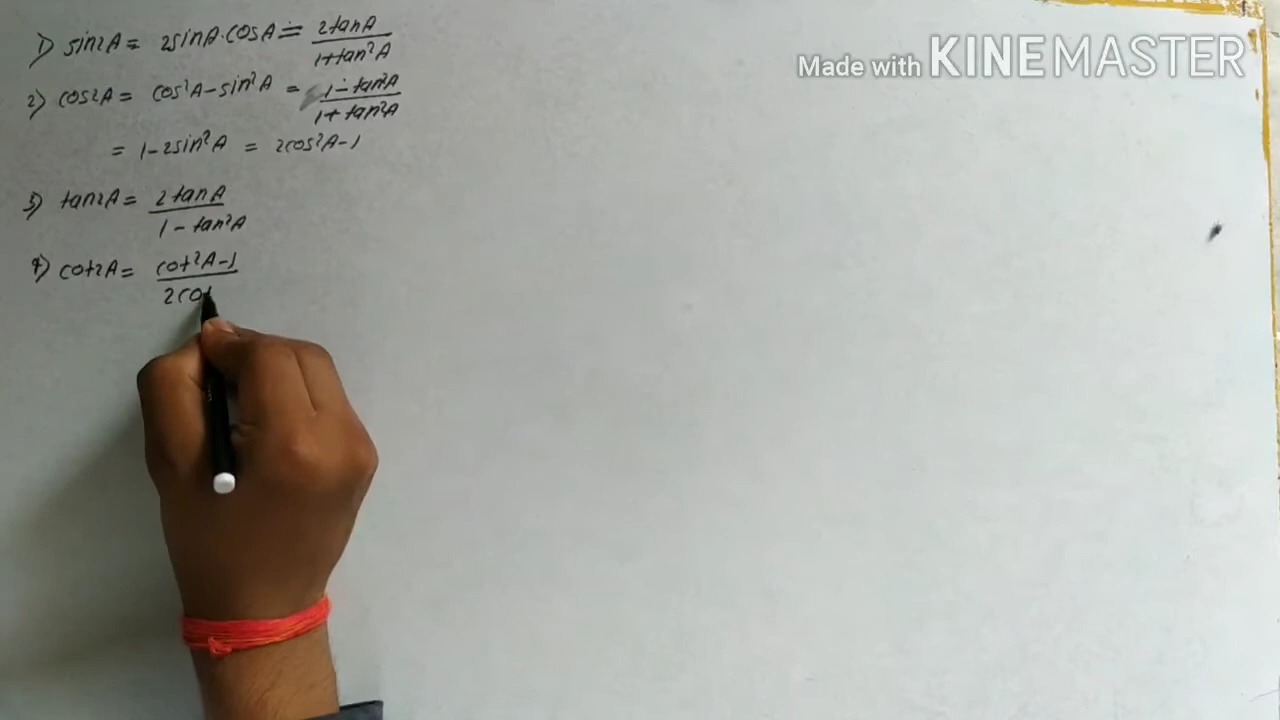 1) sin2A = 2sinA.cosA = 2tanA / 1+tan²A
2) cos2A = cos²A - sin²A = 1 - tan²A / 1 + tan²A
= 1 - 2sin²A = 2cos²A - 1
3) tan2A = 2tanA / 1 - tan²A
4) cot2A = cot²A - 1 / 2cot
Made with KINEMASTER